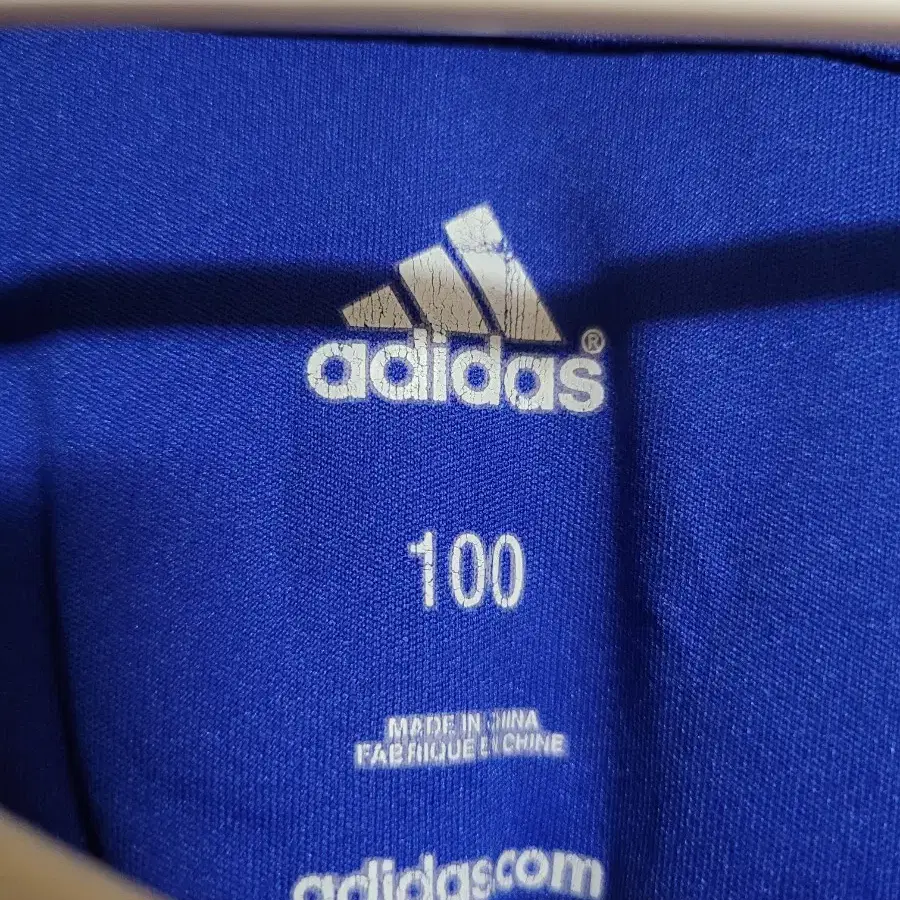 adidas®
100
MADE IN CHINA
FABRIQUE EN CHINE
adidas.com